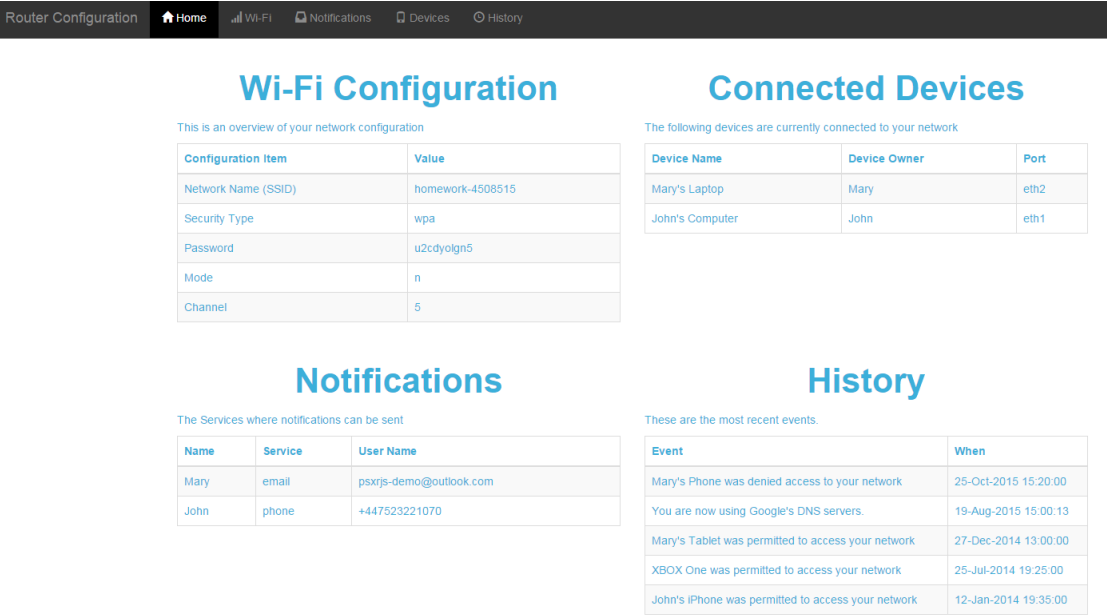 Router Configuration Home Wi-Fi Notifications Devices History
Wi-Fi Configuration
This is an overview of your network configuration
Configuration Item Value
Network Name (SSID) homework-4508515
Security Type wpa
Password u2cdyolgn5
Mode n
Channel 5
Connected Devices
The following devices are currently connected to your network
Device Name Device Owner Port
Mary's Laptop Mary eth2
John's Computer John eth1
Notifications
The Services where notifications can be sent
Name Service User Name
Mary email psxrjs-demo@outlook.com
John phone +447523221070
History
These are the most recent events.
Event When
Mary's Phone was denied access to your network 25-Oct-2015 15:20:00
You are now using Google's DNS servers. 19-Aug-2015 15:00:13
Mary's Tablet was permitted to access your network 27-Dec-2014 13:00:00
XBOX One was permitted to access your network 25-Jul-2014 19:25:00
John's iPhone was permitted to access your network 12-Jan-2014 19:35:00